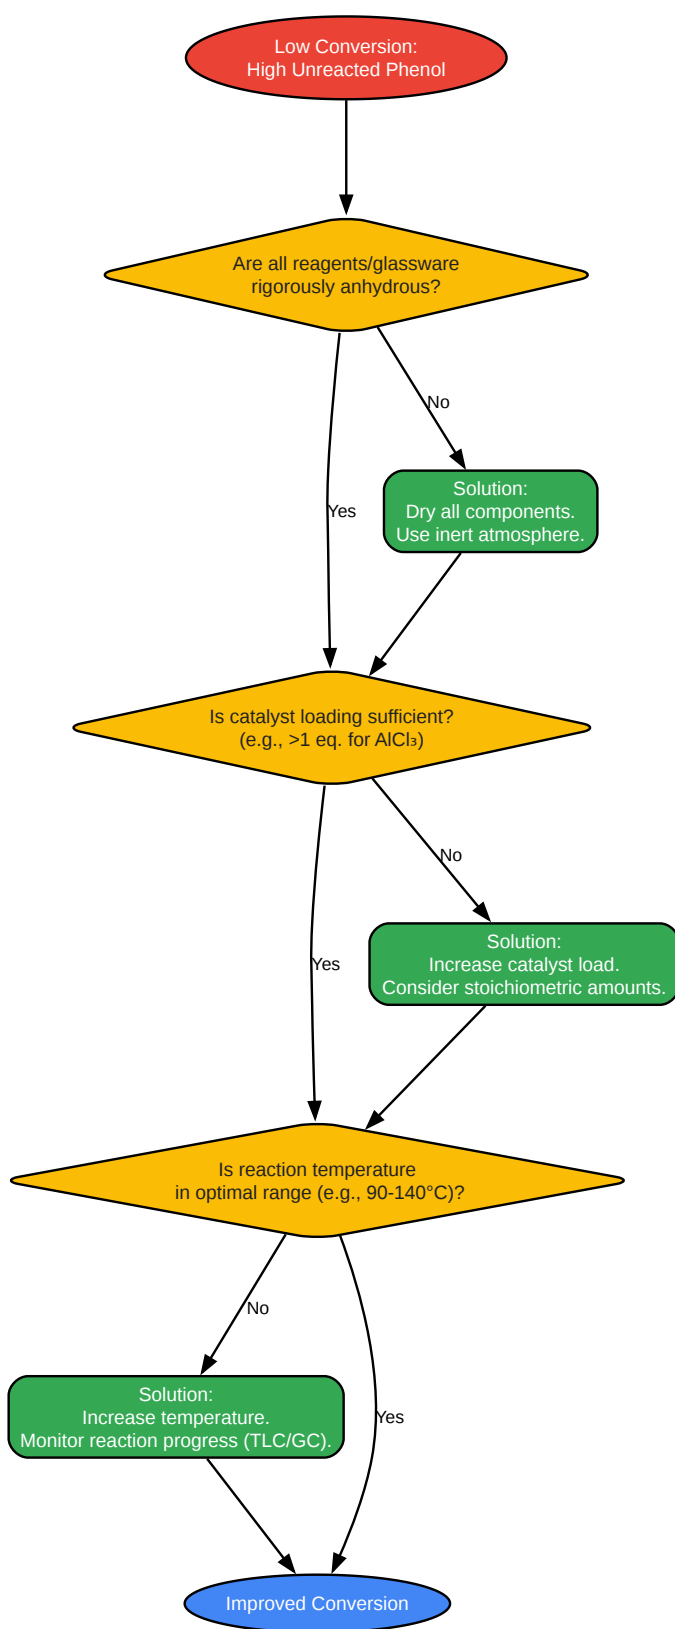 Low Conversion:
High Unreacted Phenol
Are all reagents/glassware
rigorously anhydrous?
No
Solution:
Dry all components.
Use inert atmosphere.
Yes
Is catalyst loading sufficient?
(e.g., >1 eq. for AlCl₃)
No
Solution:
Increase catalyst load.
Consider stoichiometric amounts.
Yes
Is reaction temperature
in optimal range (e.g., 90-140°C)?
No
Solution:
Increase temperature.
Monitor reaction progress (TLC/GC).
Yes
Improved Conversion